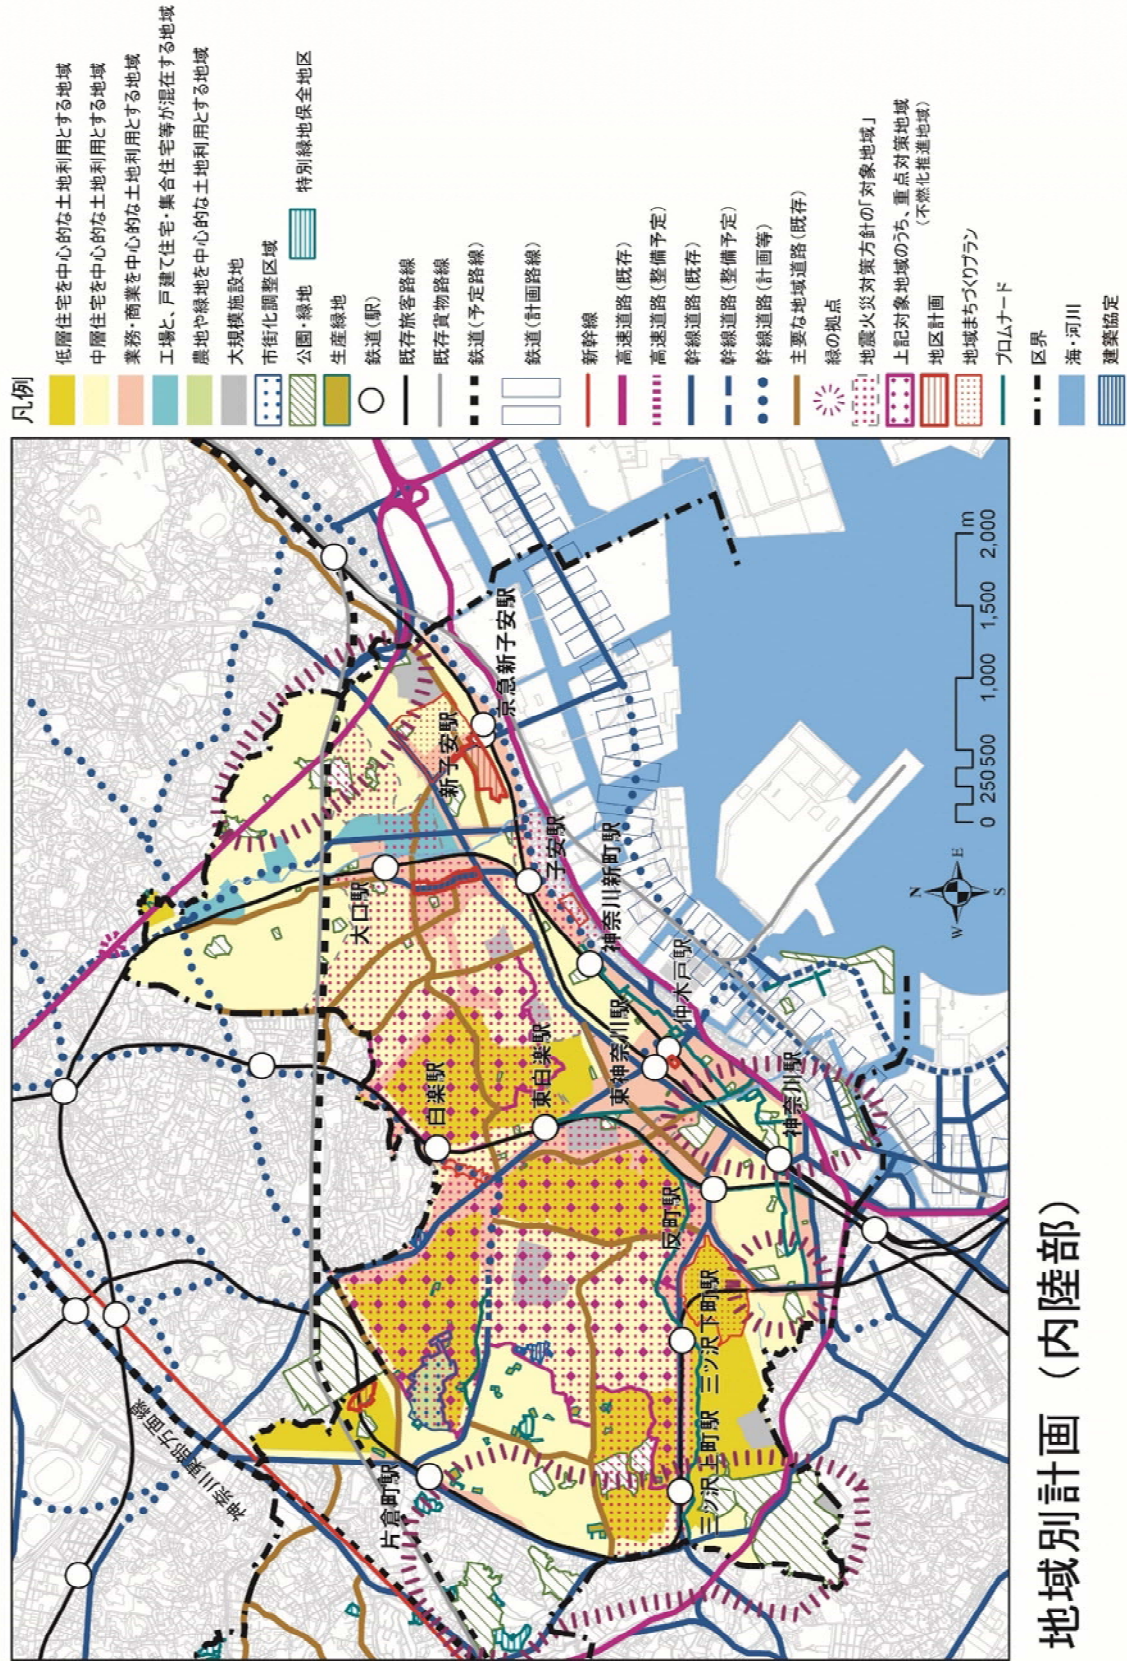 地域別計画（内陸部）
凡例
低層住宅を中心的な土地利用とする地域
中層住宅を中心的な土地利用とする地域
業務・商業を中心的な土地利用とする地域
工場と、戸建て住宅・集合住宅等が混在する地域
農地や緑地を中心的な土地利用とする地域
大規模施設地
市街化調整区域
公園・緑地
特別緑地保全地区
生産緑地
鉄道（駅）
既存旅客路線
既存貨物路線
鉄道（予定路線）
鉄道（計画路線）
新幹線
高速道路（既存）
高速道路（整備予定）
幹線道路（既存）
幹線道路（整備予定）
幹線道路（計画等）
主要な地域道路（既存）
緑の拠点
地震火災対策方針の「対象地域」
上記対象地域のうち、重点対策地域
（不燃化推進地域）
地区計画
地域まちづくりプラン
プロムナード
区界
海・河川
建築協定
神奈川東部方面線
片倉町駅
三ツ沢上町駅
三ツ沢下町駅
反町駅
白楽駅
東白楽駅
東神奈川駅
仲木戸駅
神奈川駅
神奈川新町駅
大口駅
子安駅
新子安駅
京急新子安駅
N
W
E
S
0 250 500 1,000 1,500 2,000
m